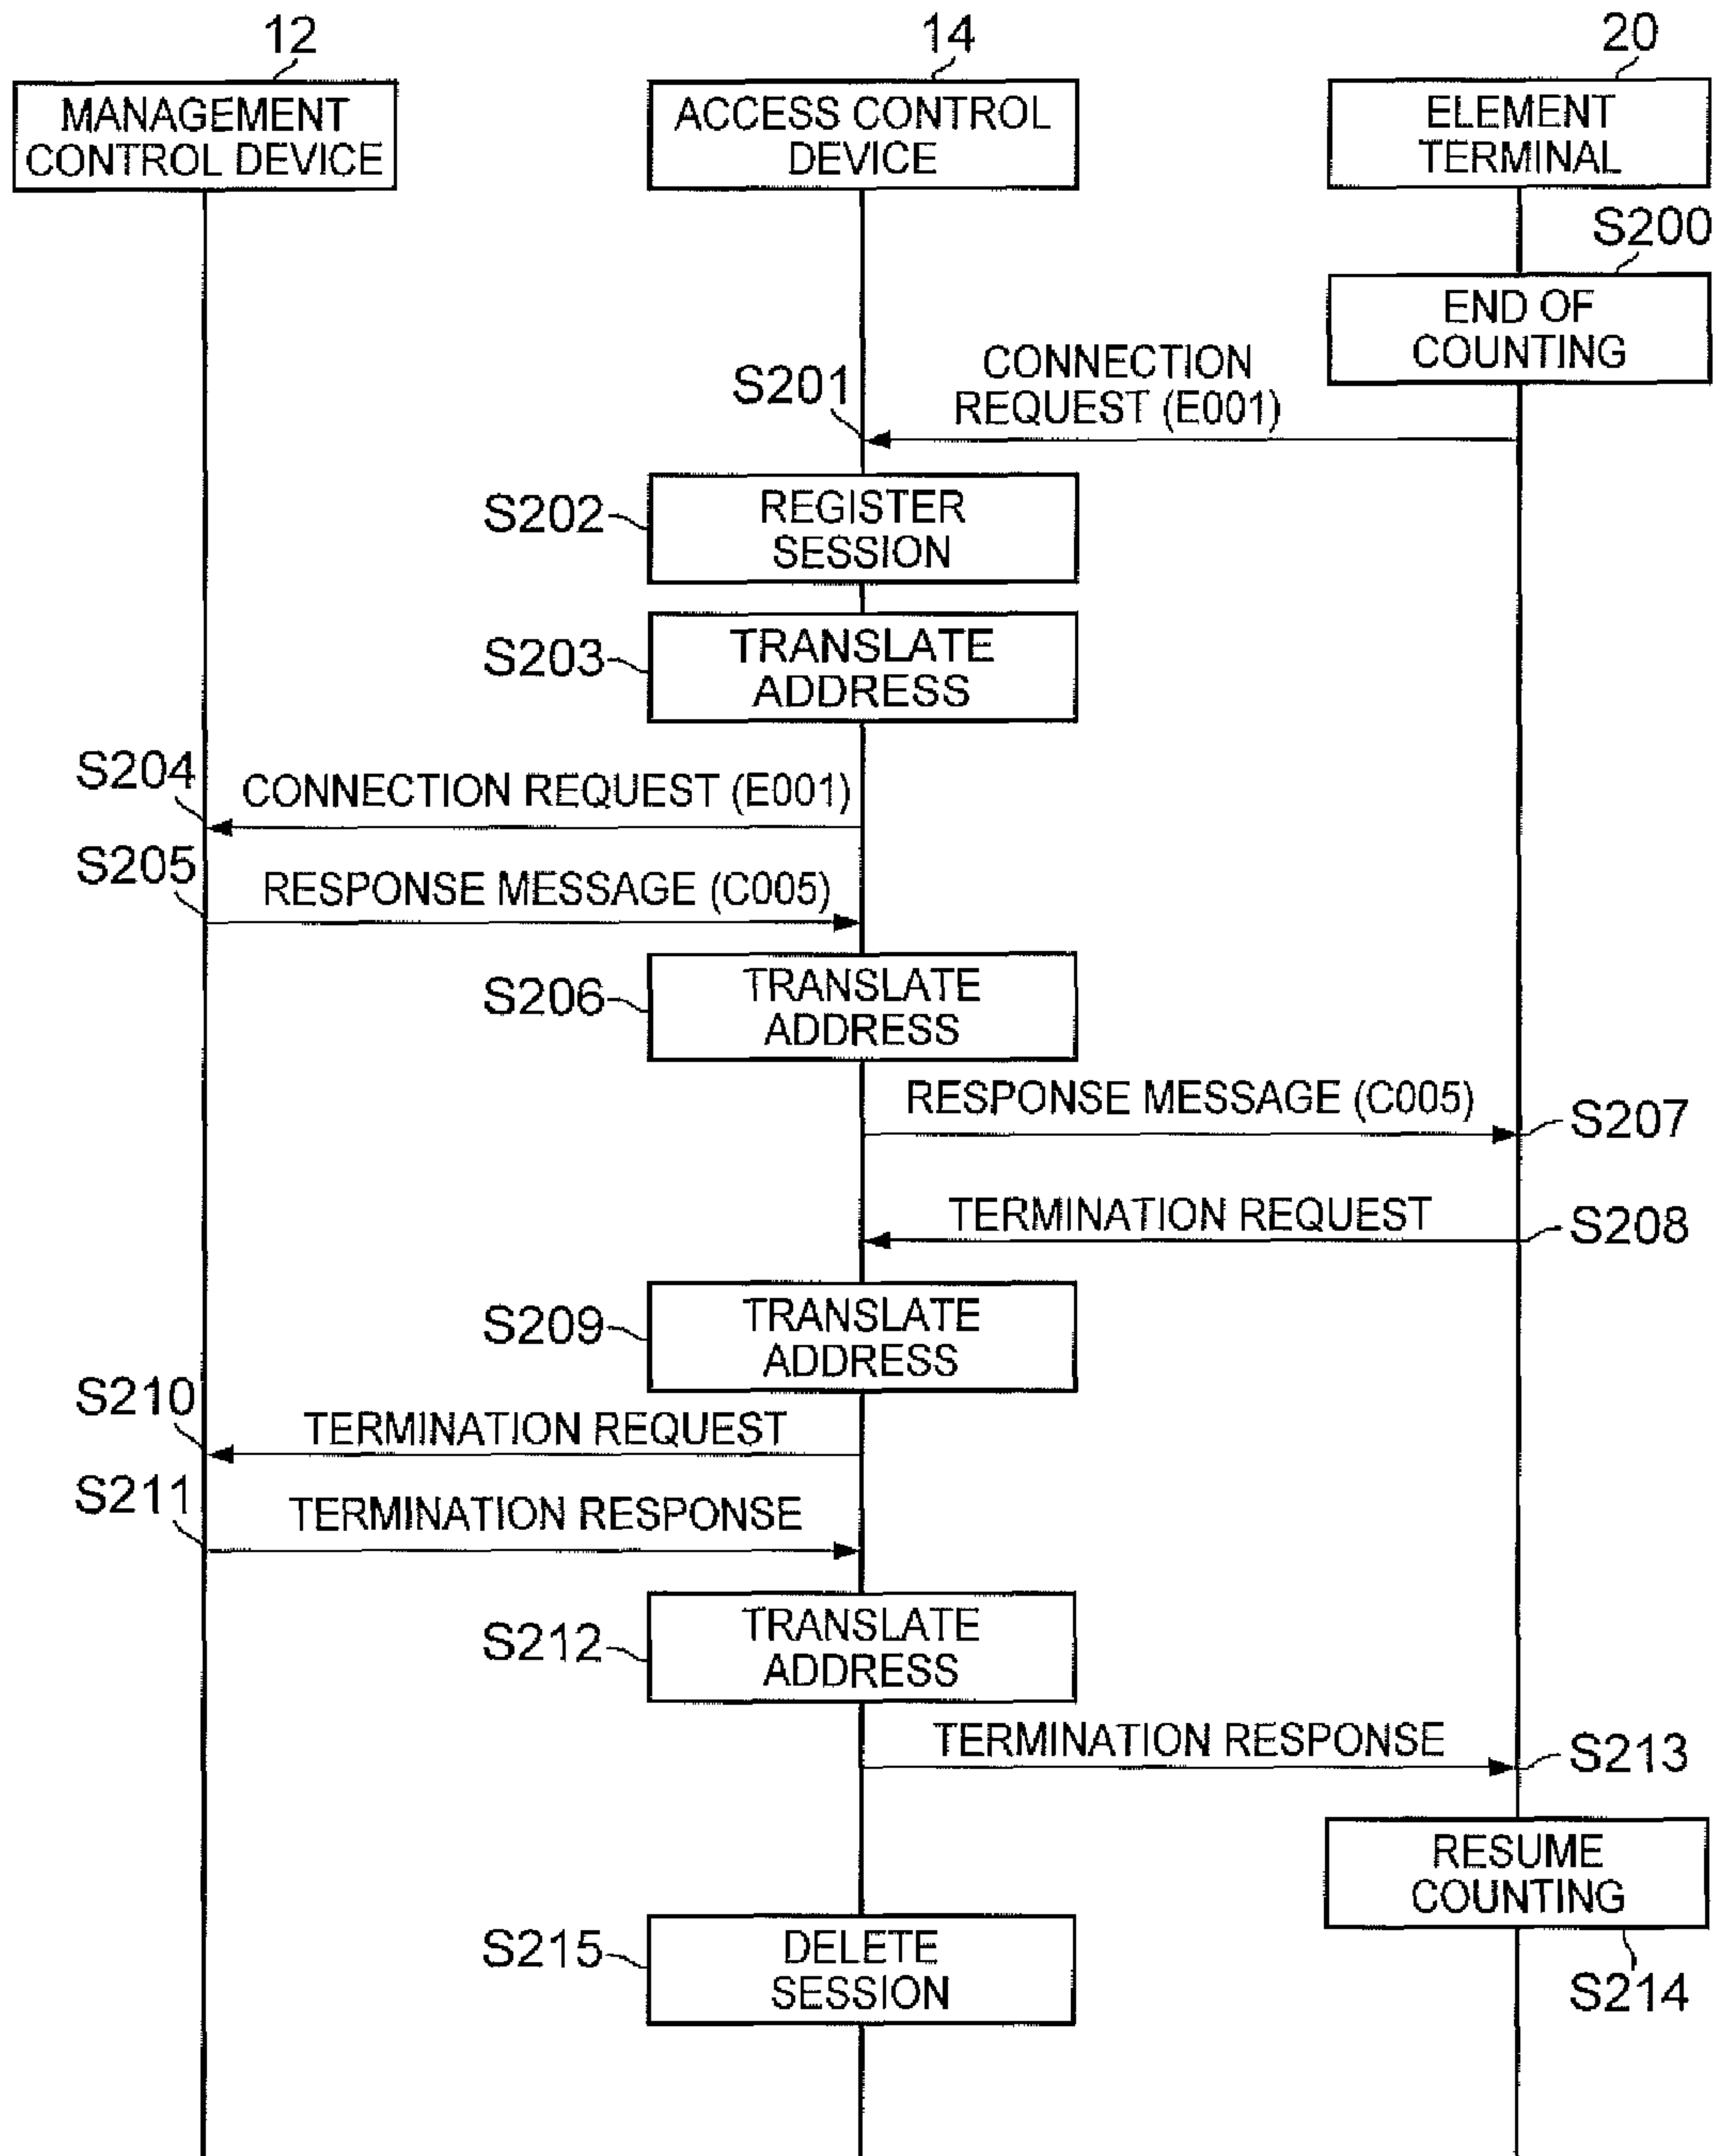 12
14
20
MANAGEMENT
CONTROL DEVICE
ACCESS CONTROL
DEVICE
ELEMENT
TERMINAL
S200
END OF
COUNTING
CONNECTION
REQUEST (E001)
S201
S202
REGISTER
SESSION
S203
TRANSLATE
ADDRESS
S204
CONNECTION REQUEST (E001)
S205
RESPONSE MESSAGE (C005)
S206
TRANSLATE
ADDRESS
RESPONSE MESSAGE (C005)
S207
TERMINATION REQUEST
S208
S209
TRANSLATE
ADDRESS
S210
TERMINATION REQUEST
S211
TERMINATION RESPONSE
S212
TRANSLATE
ADDRESS
TERMINATION RESPONSE
S213
RESUME
COUNTING
S214
S215
DELETE
SESSION